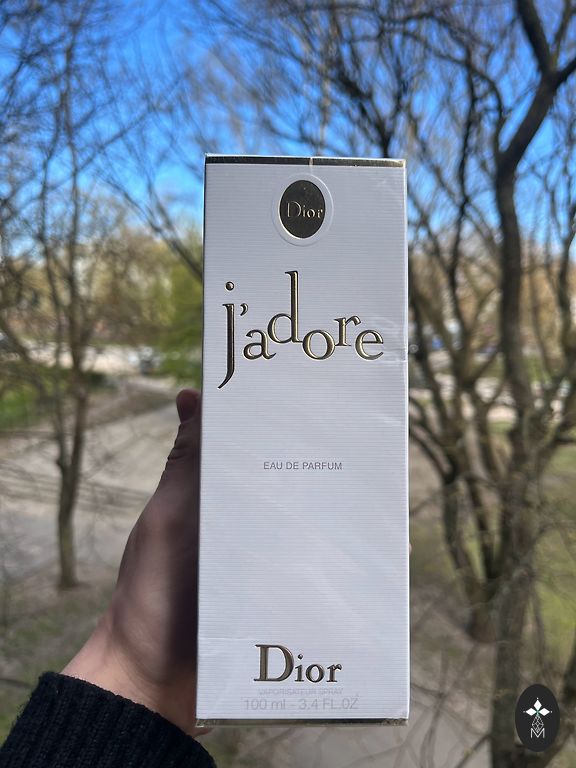 Dior
j'adore
EAU DE PARFUM
Dior
VAPORISATEUR SPRAY
100 ml - 3.4 FL.OZ
M